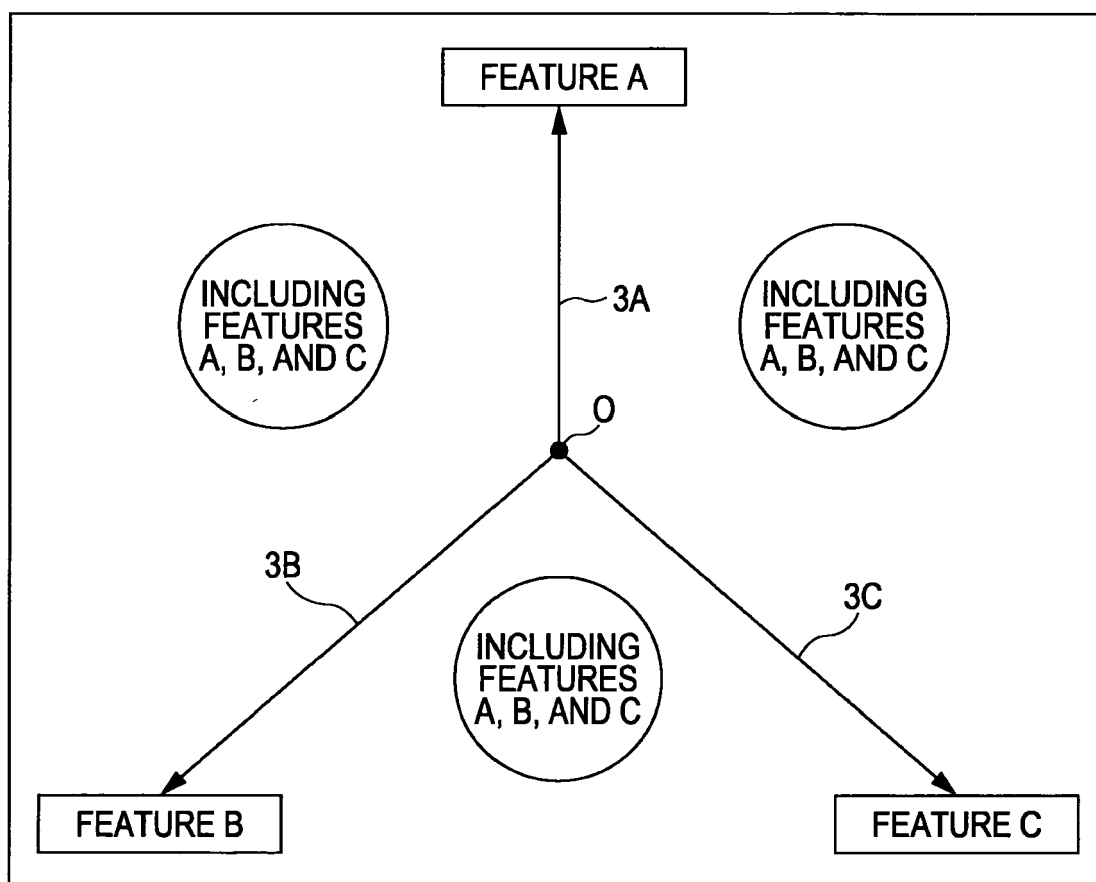 FEATURE A
INCLUDING
FEATURES
A, B, AND C
3A
INCLUDING
FEATURES
A, B, AND C
O
3B
INCLUDING
FEATURES
A, B, AND C
3C
FEATURE B
FEATURE C